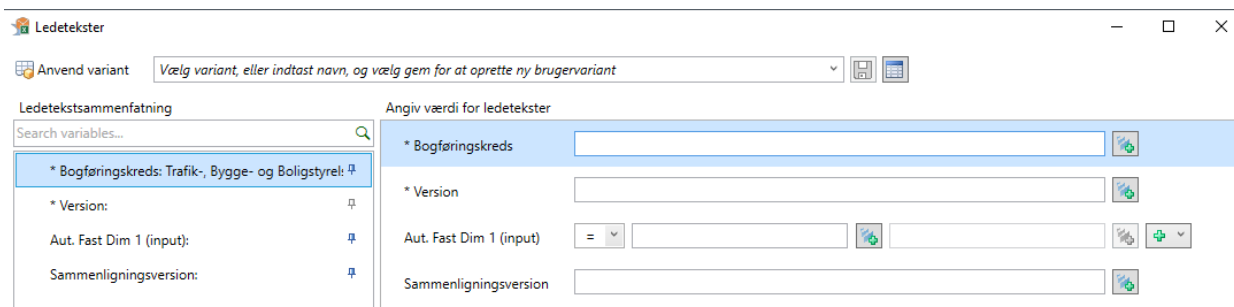 Ledetekster
Anvend variant Vælg variant, eller indtast navn, og vælg gem for at oprette ny brugervariant
Ledetekstsammenfatning
Search variables...
* Bogføringskreds: Trafik-, Bygge- og Boligstyrels
* Version:
Aut. Fast Dim 1 (input):
Sammenligningsversion:
Angiv værdi for ledetekster
* Bogføringskreds
* Version
Aut. Fast Dim 1 (input) =
Sammenligningsversion